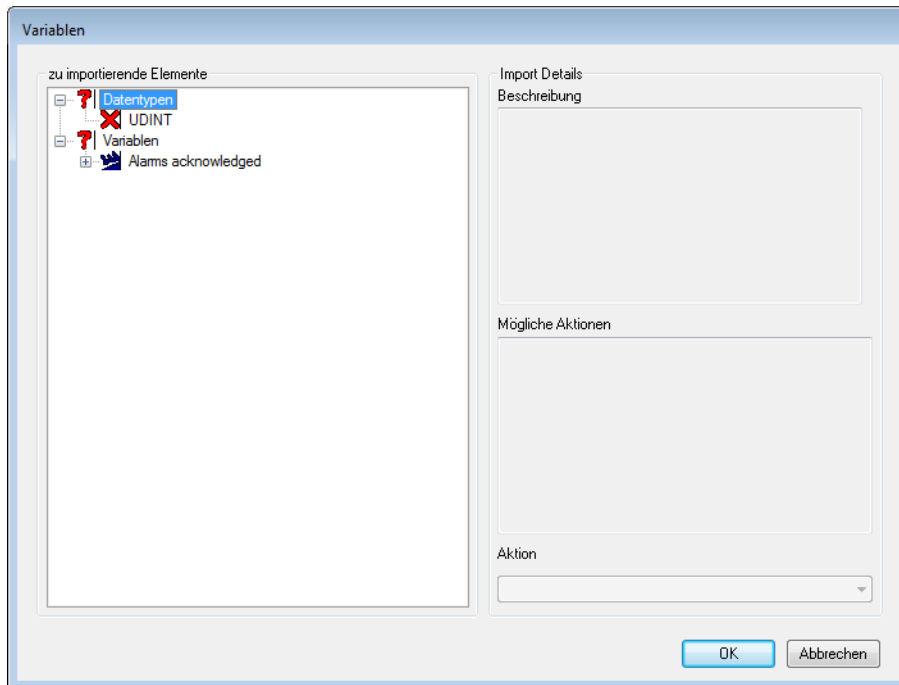 Variablen
zu importierende Elemente
Datentypen
UDINT
Variablen
Alarms acknowledged
Import Details
Beschreibung
Mögliche Aktionen
Aktion
OK
Abbrechen